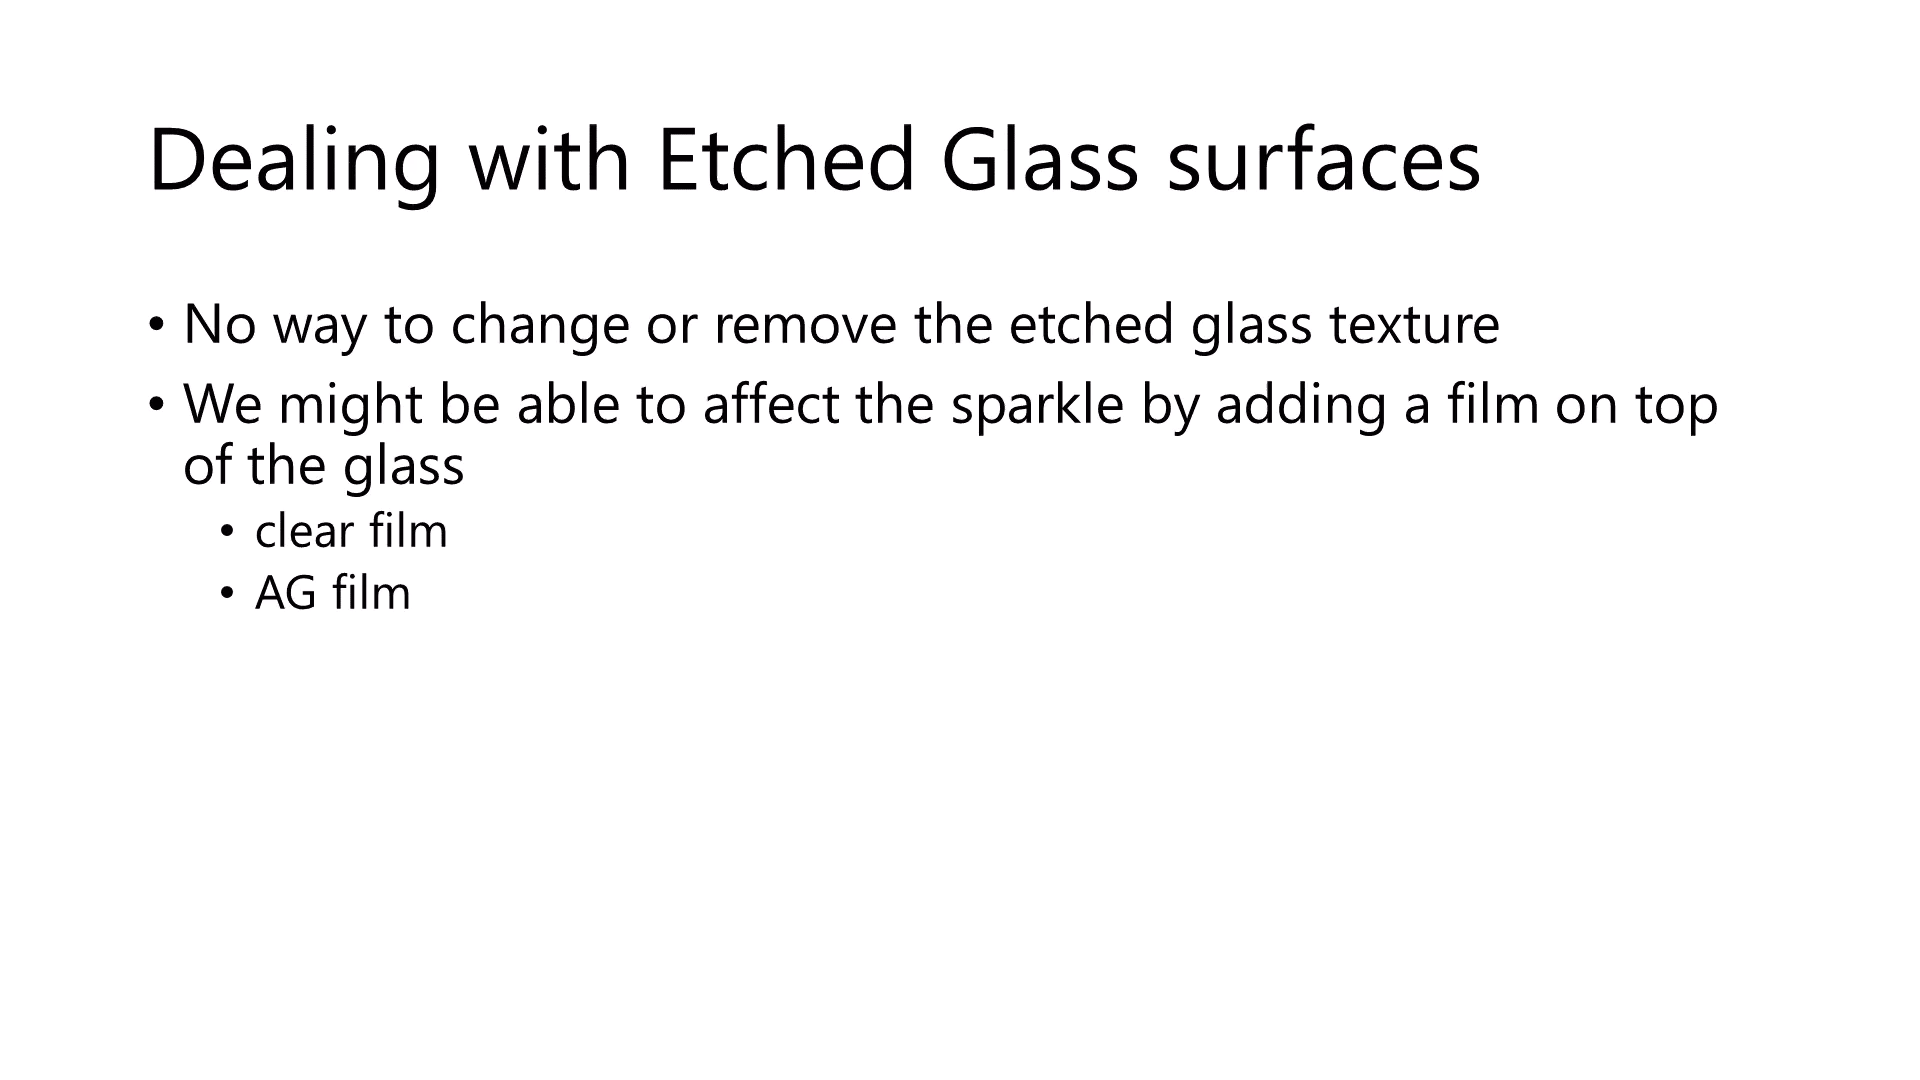 Dealing with Etched Glass surfaces
• No way to change or remove the etched glass texture
• We might be able to affect the sparkle by adding a film on top
of the glass
• clear film
• AG film